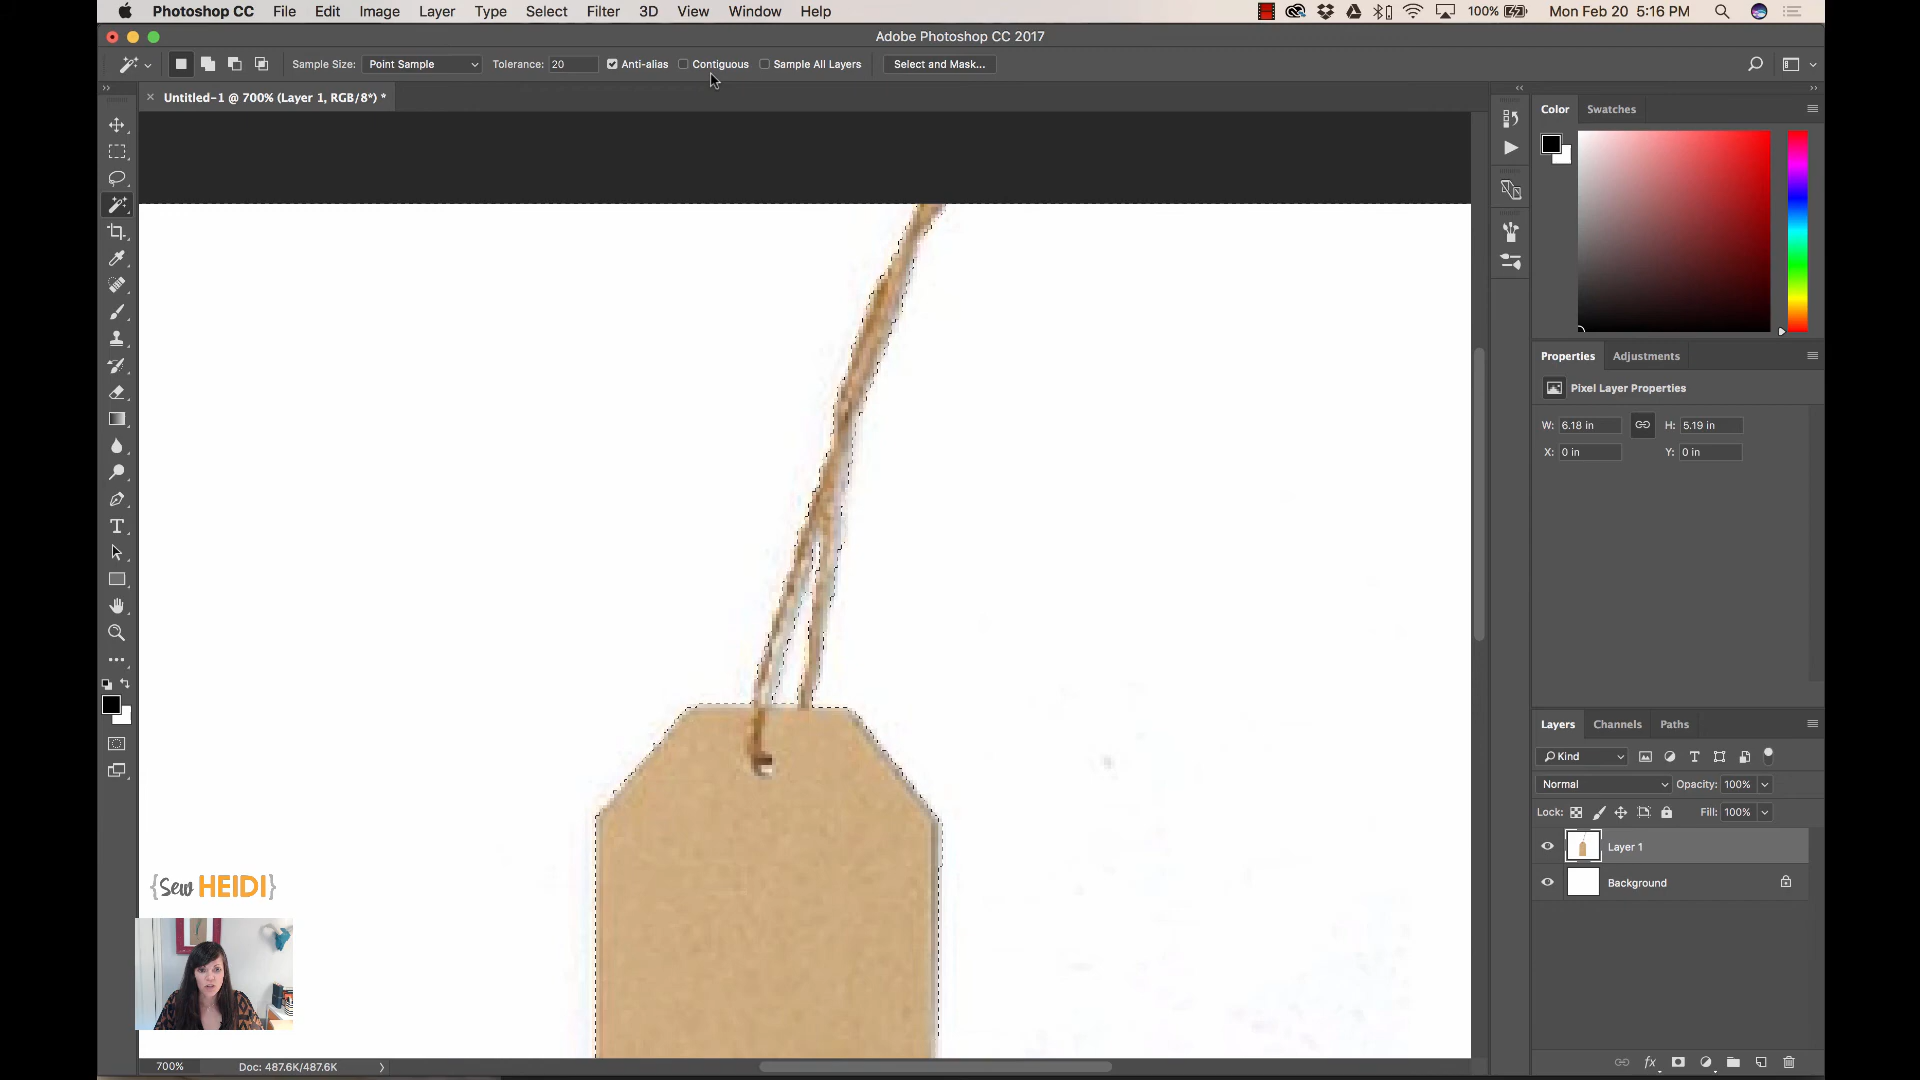 Photoshop CC File Edit Image Layer Type Select Filter 3D View Window Help 100% Mon Feb 20 5:16 PM
Adobe Photoshop CC 2017
Sample Size: Point Sample Tolerance: 20 Anti-alias Contiguous Sample All Layers Select and Mask...
Untitled-1 @ 700% (Layer 1, RGB/8*) *
Color Swatches
Properties Adjustments
Pixel Layer Properties
W: 6.18 in H: 5.19 in
X: 0 in Y: 0 in
Layers Channels Paths
Kind
Normal Opacity: 100%
Lock: Fill: 100%
Layer 1
Background
{Sew HEIDI}
700% Doc: 487.6K/487.6K
fx